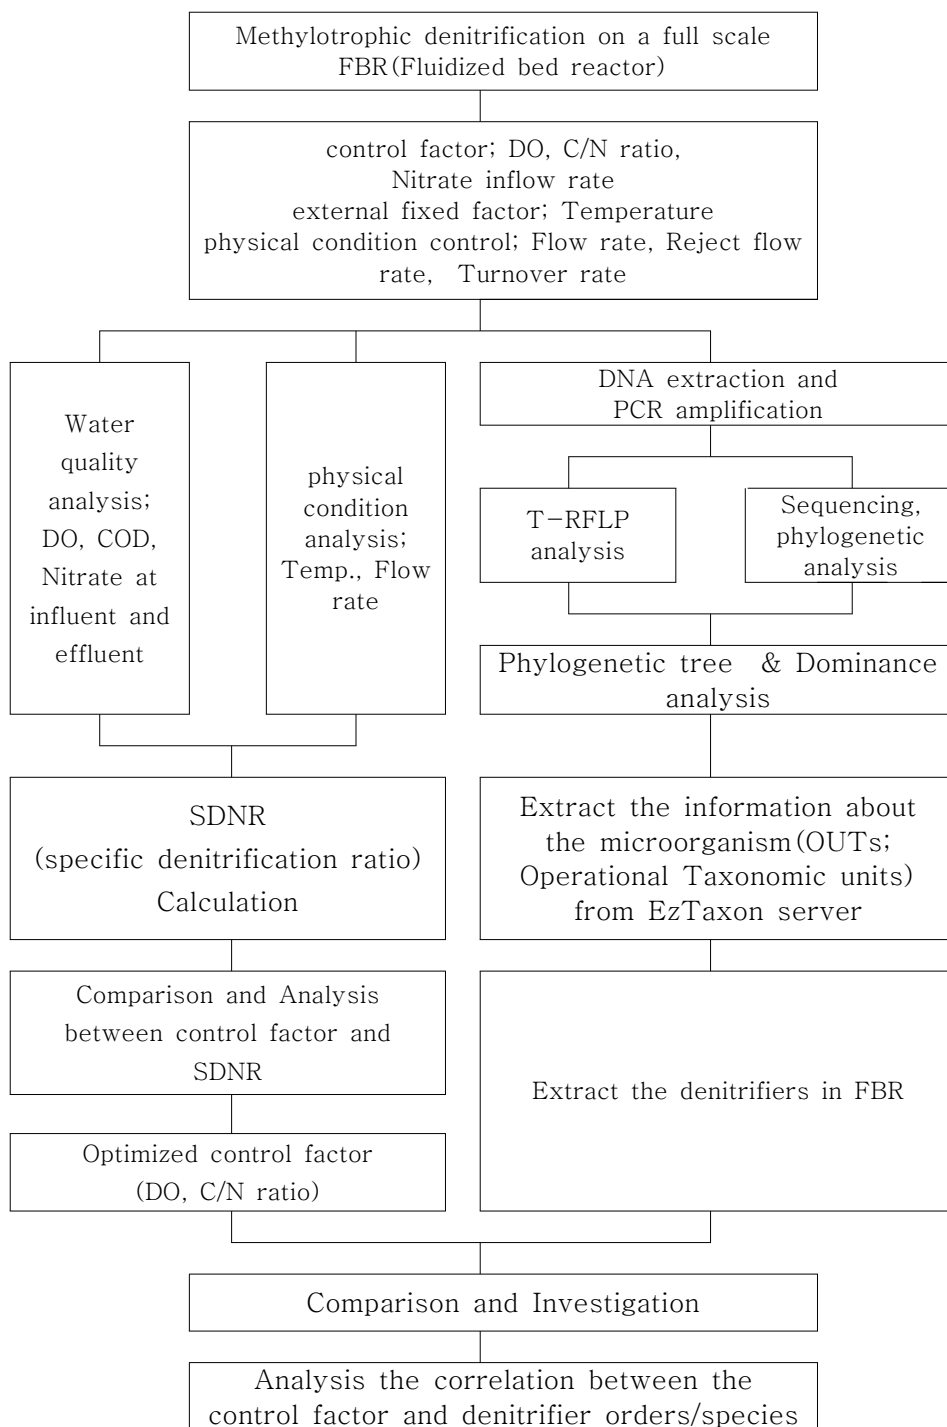 Methylotrophic denitrification on a full scale
FBR(Fluidized bed reactor)
control factor; DO, C/N ratio,
Nitrate inflow rate
external fixed factor; Temperature
physical condition control; Flow rate, Reject flow
rate, Turnover rate
Water
quality
analysis;
DO, COD,
Nitrate at
influent and
effluent
physical
condition
analysis;
Temp., Flow
rate
DNA extraction and
PCR amplification
T-RFLP
analysis
Sequencing,
phylogenetic
analysis
Phylogenetic tree & Dominance
analysis
SDNR
(specific denitrification ratio)
Calculation
Extract the information about
the microorganism(OUTs;
Operational Taxonomic units)
from EzTaxon server
Comparison and Analysis
between control factor and
SDNR
Extract the denitrifiers in FBR
Optimized control factor
(DO, C/N ratio)
Comparison and Investigation
Analysis the correlation between the
control factor and denitrifier orders/species